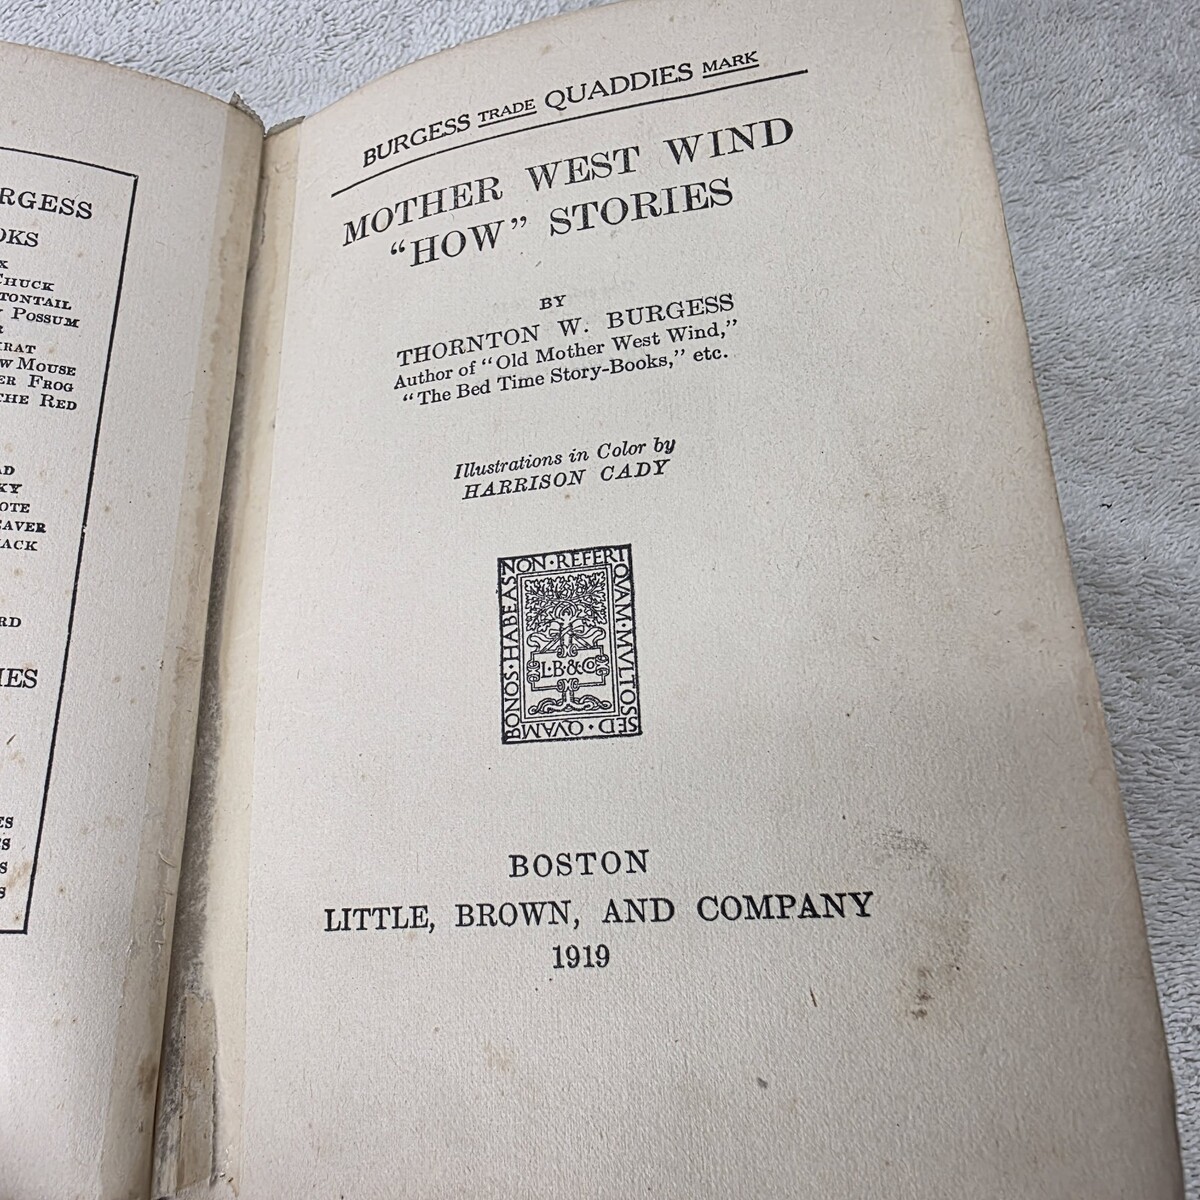 RGESS
OKS
X
CHUCK
TONTAIL
POSSUM
R
RAT
W MOUSE
ER FROG
THE RED
AD
KY
OTE
EAVER
JACK
RD
IES
ES
S
S
S
BURGESS TRADE QUADDIES MARK
MOTHER WEST WIND
“HOW” STORIES
BY
THORNTON W. BURGESS
Author of “Old Mother West Wind,”
“The Bed Time Story-Books,” etc.
Illustrations in Color by
HARRISON CADY
NON·REFERT
QVAM·MVLTOS
SED·QVAM
BONOS·HABEAS
L·B·&Co
BOSTON
LITTLE, BROWN, AND COMPANY
1919